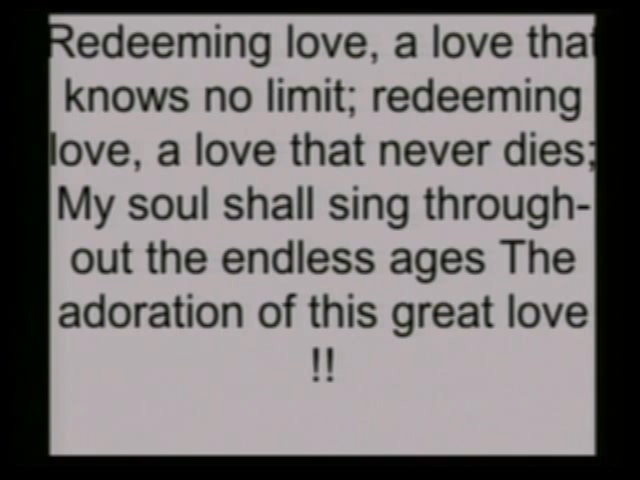 Redeeming love, a love that
knows no limit; redeeming
love, a love that never dies;
My soul shall sing through-
out the endless ages The
adoration of this great love
!!